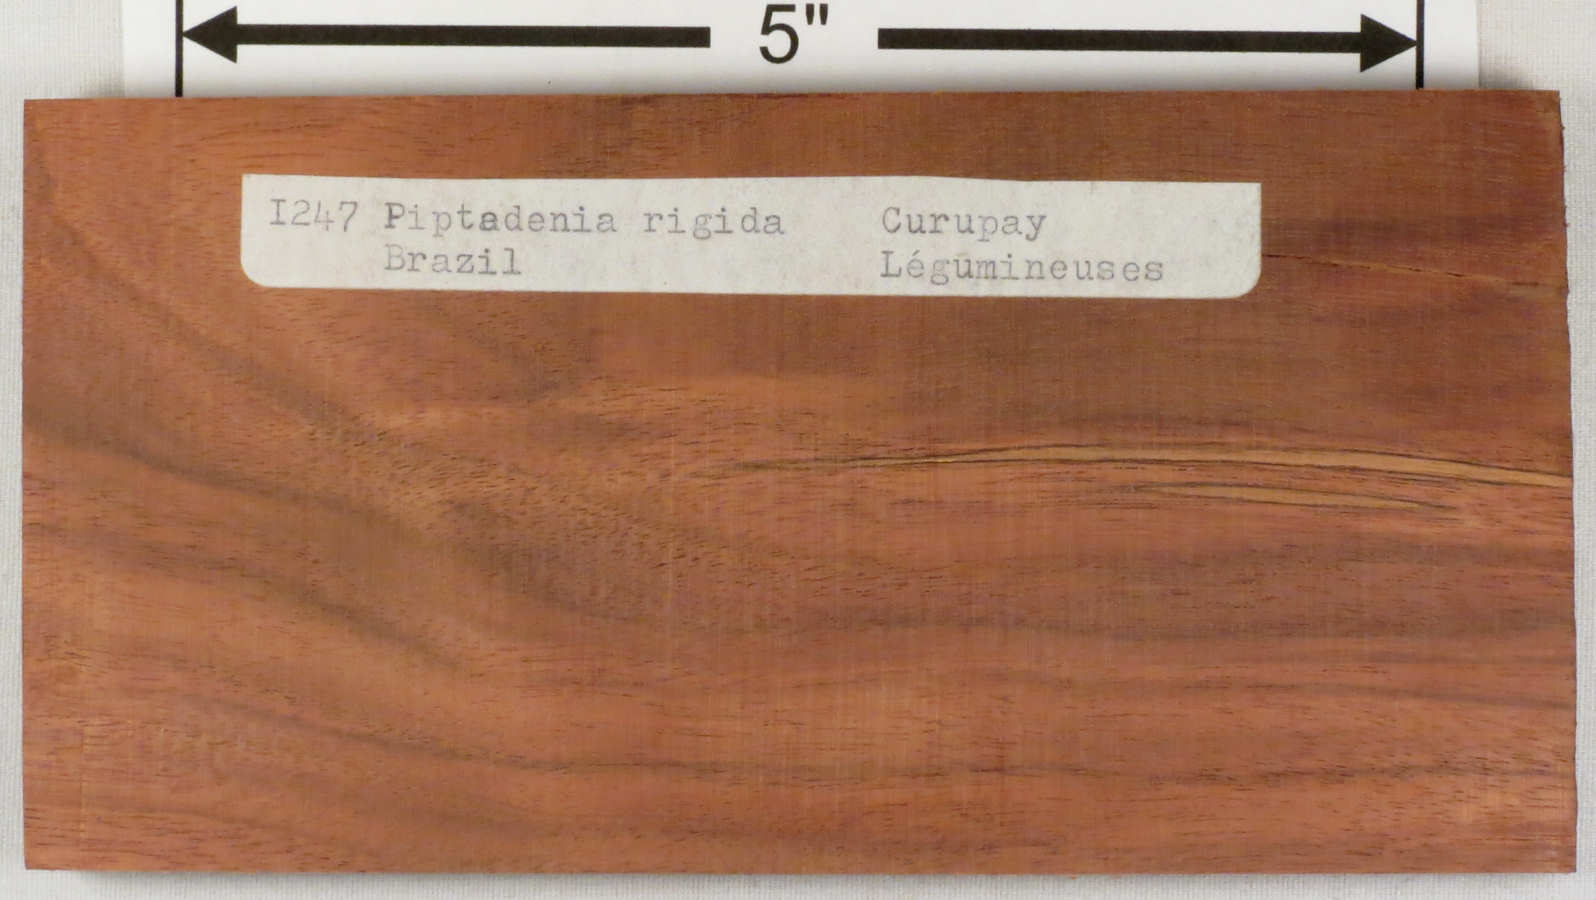 5"
I247 Piptadenia rigida Curupay
Brazil Légumineuses